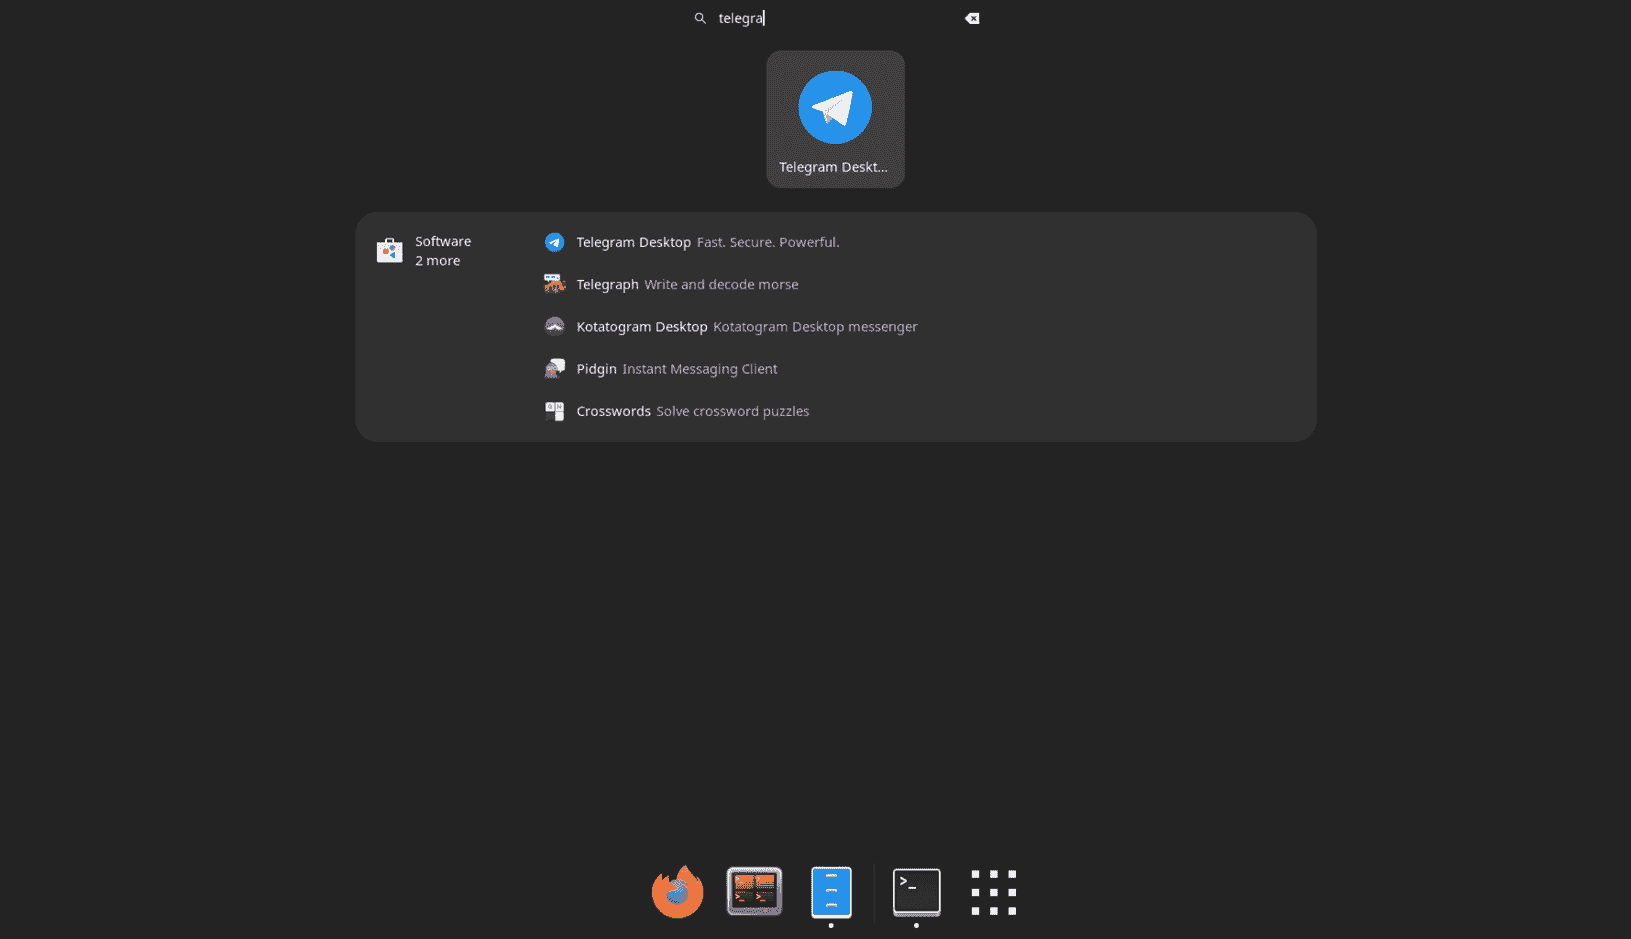 telegra
Telegram Deskt...
Software
2 more
Telegram Desktop Fast. Secure. Powerful.
Telegraph Write and decode morse
Kotatogram Desktop Kotatogram Desktop messenger
Pidgin Instant Messaging Client
Crosswords Solve crossword puzzles